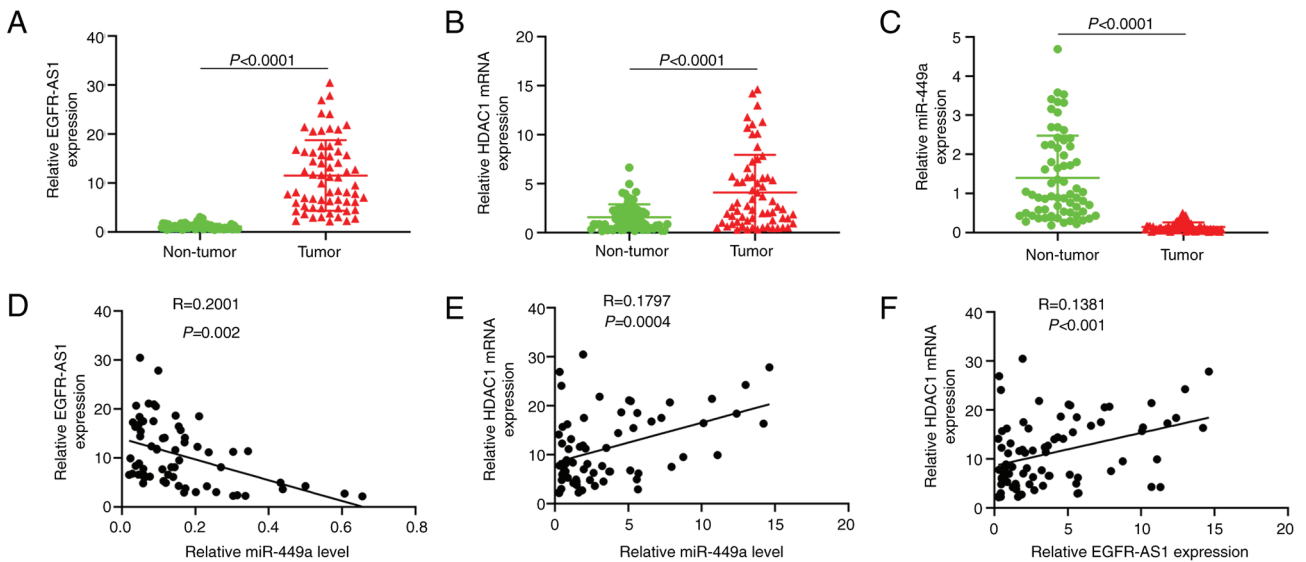 A
Relative EGFR-AS1
expression
40
30
20
10
0
P<0.0001
Non-tumor
Tumor
B
Relative HDAC1 mRNA
expression
20
15
10
5
0
P<0.0001
Non-tumor
Tumor
C
Relative miR-449a
expression
5
4
3
2
1
0
P<0.0001
Non-tumor
Tumor
D
R=0.2001
P=0.002
Relative EGFR-AS1
expression
40
30
20
10
0
0.0
0.2
0.4
0.6
0.8
Relative miR-449a level
E
R=0.1797
P=0.0004
Relative HDAC1 mRNA
expression
40
30
20
10
0
0
5
10
15
20
Relative miR-449a level
F
R=0.1381
P<0.001
Relative HDAC1 mRNA
expression
40
30
20
10
0
0
5
10
15
20
Relative EGFR-AS1 expression